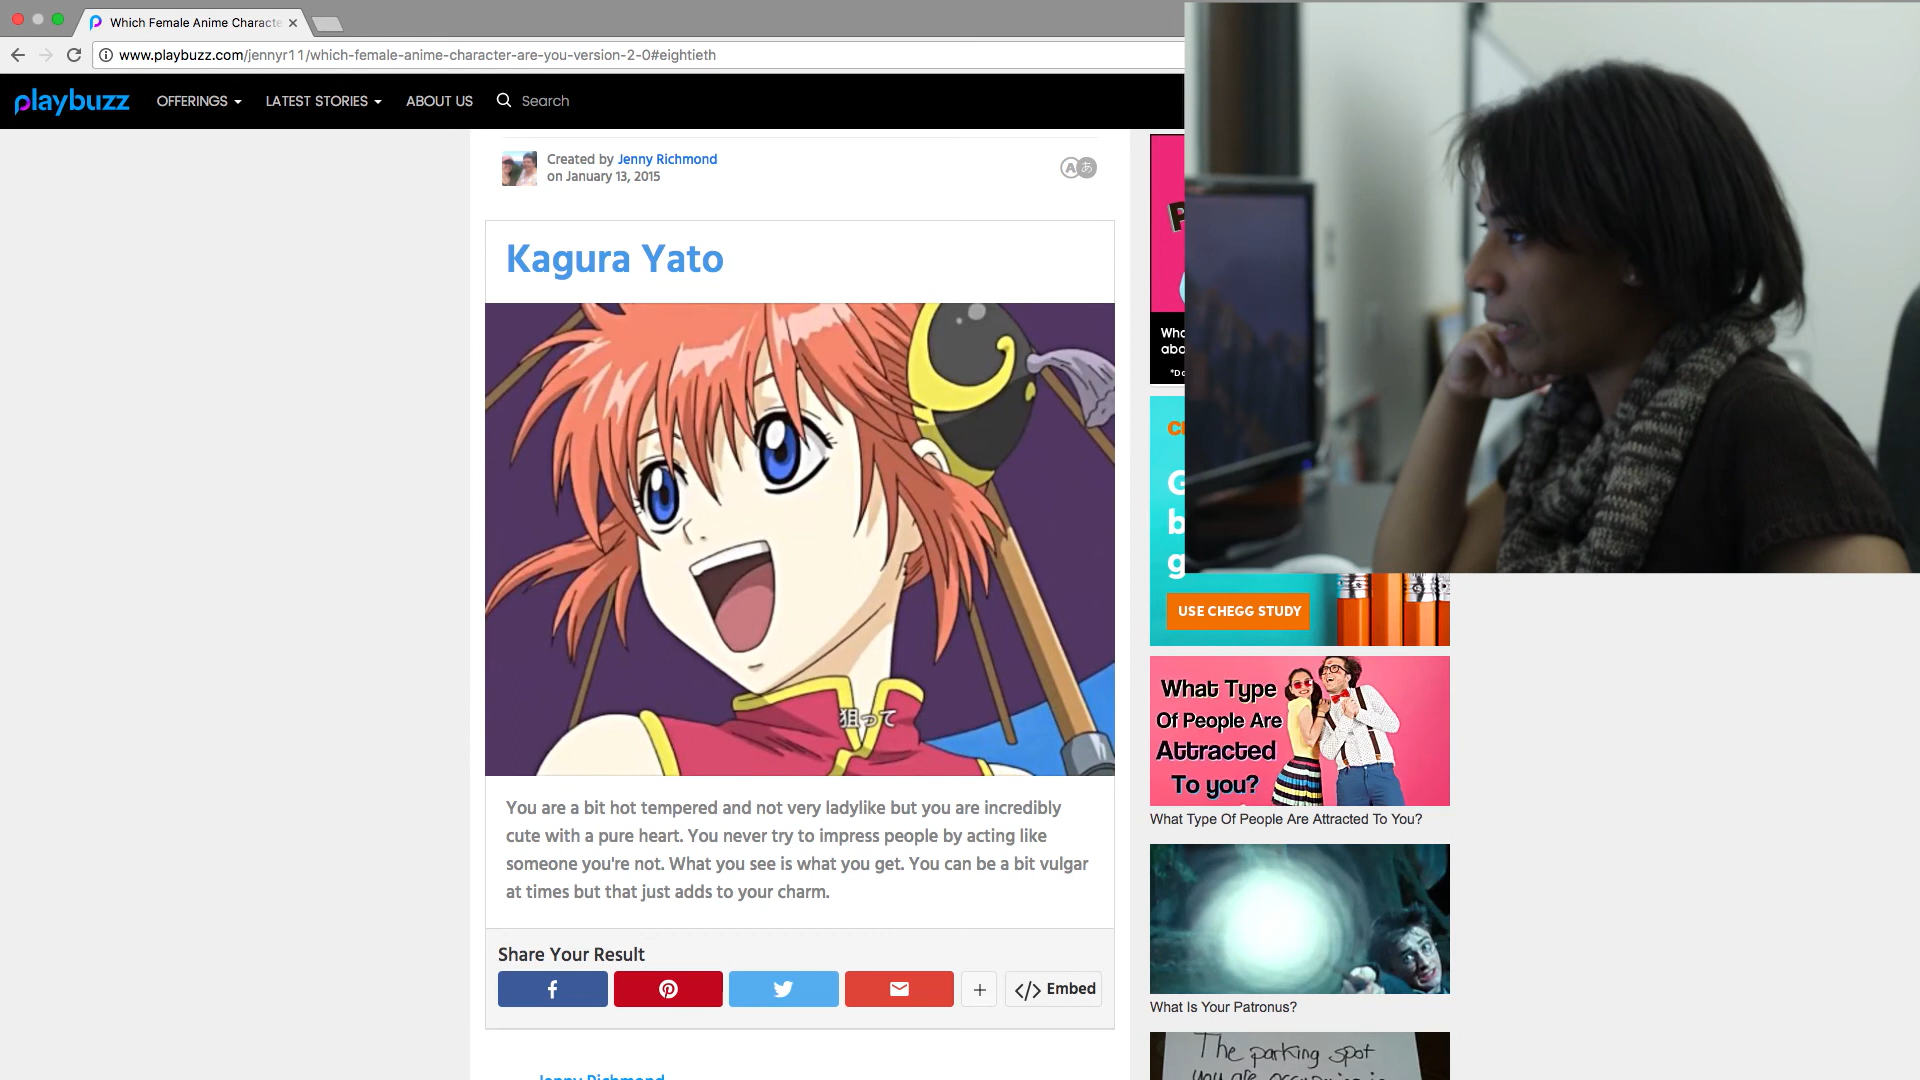 Which Female Anime Characte
www.playbuzz.com/jennyr11/which-female-anime-character-are-you-version-2-0#eightieth
playbuzz
OFFERINGS
LATEST STORIES
ABOUT US
Search
Created by Jenny Richmond
on January 13, 2015
A あ
Kagura Yato
狙って
You are a bit hot tempered and not very ladylike but you are incredibly
cute with a pure heart. You never try to impress people by acting like
someone you're not. What you see is what you get. You can be a bit vulgar
at times but that just adds to your charm.
Share Your Result
</> Embed
USE CHEGG STUDY
What Type
Of People Are
Attracted
To you?
What Type Of People Are Attracted To You?
What Is Your Patronus?
The parking spot
you are
Jenny Richmond